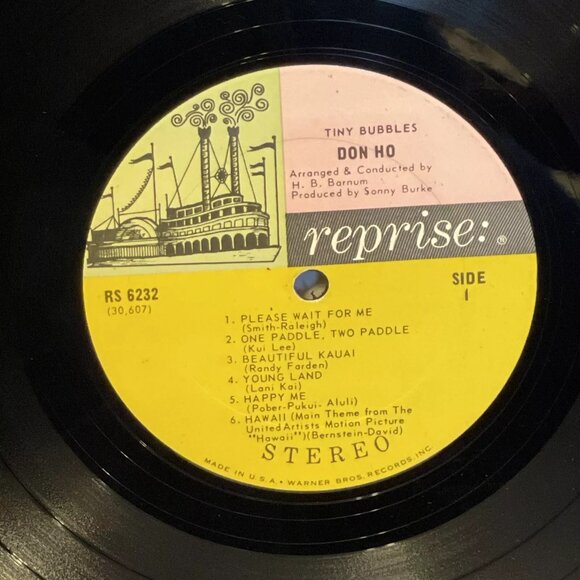 TINY BUBBLES
DON HO
Arranged & Conducted by
H. B. Barnum
Produced by Sonny Burke
reprise:®
RS 6232
(30,607)
SIDE
1
1. PLEASE WAIT FOR ME
(Smith-Raleigh)
2. ONE PADDLE, TWO PADDLE
(Kui Lee)
3. BEAUTIFUL KAUAI
(Randy Farden)
4. YOUNG LAND
(Lani Kai)
5. HAPPY ME
(Pober-Pukui-Aluli)
6. HAWAII (Main Theme from The
United Artists Motion Picture
"Hawaii") (Bernstein-David)
STEREO
MADE IN U.S.A. • WARNER BROS. RECORDS, INC.